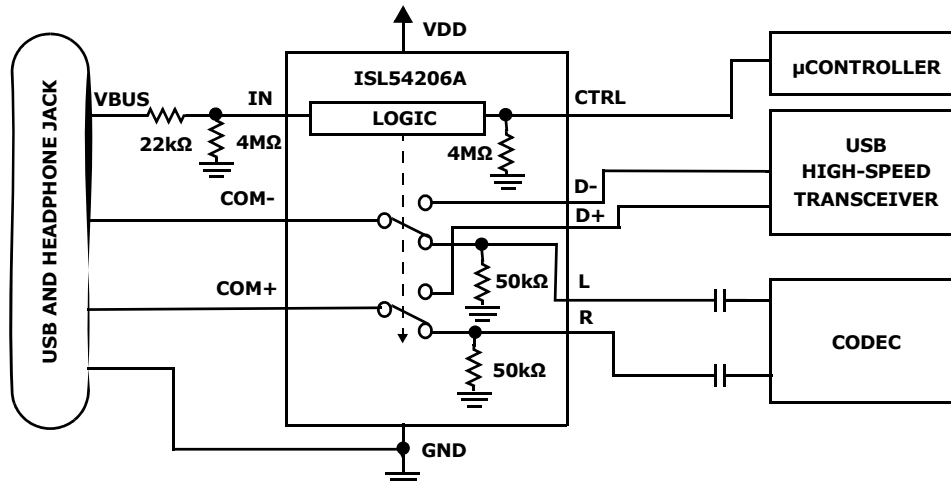 VDD
ISL54206A
µCONTROLLER
VBUS
IN
LOGIC
CTRL
22kΩ
4MΩ
4MΩ
USB
HIGH-SPEED
TRANSCEIVER
D-
D+
COM-
COM+
50kΩ
L
R
50kΩ
CODEC
GND
USB AND HEADPHONE JACK